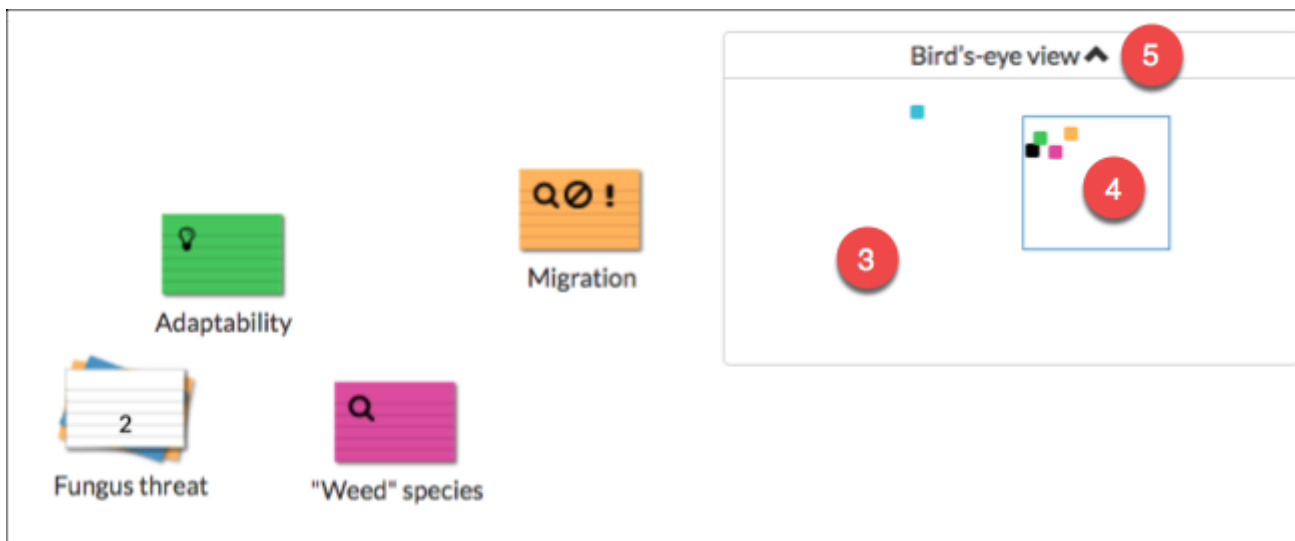 Bird's-eye view 5
4
Migration
3
Adaptability
2
Fungus threat
"Weed" species